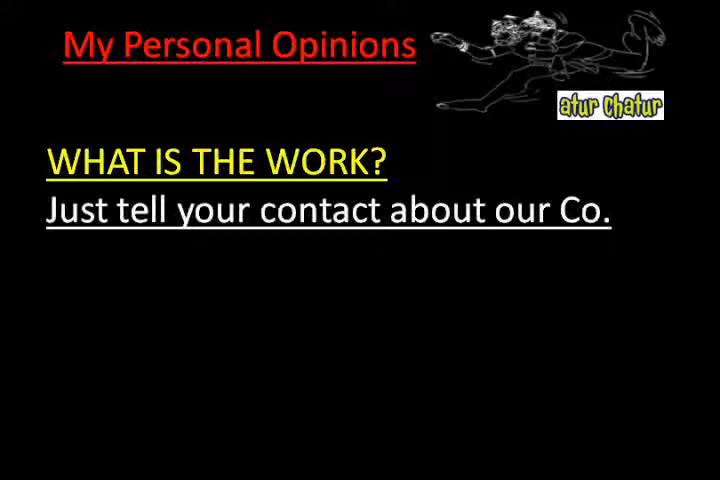 My Personal Opinions
atur chatur
WHAT IS THE WORK?
Just tell your contact about our Co.